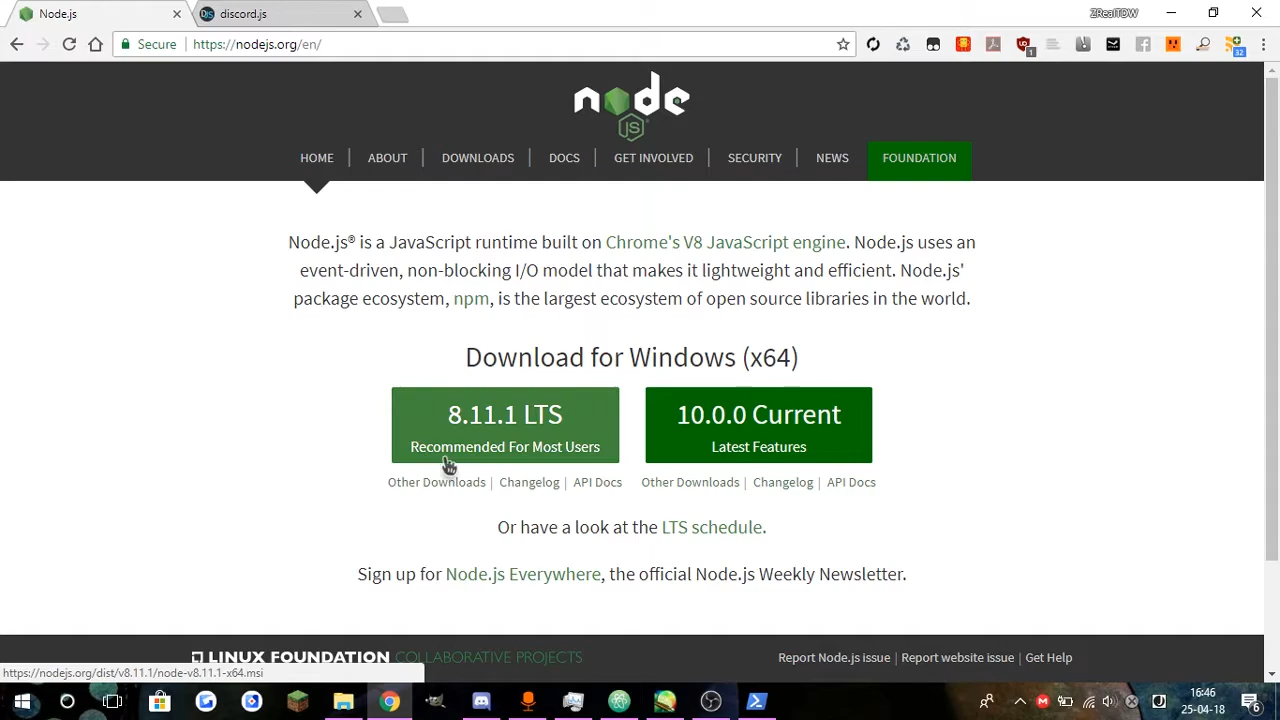 Node.js
discord.js
ZRealTDW
Secure
https://nodejs.org/en/
1
32
node
JS
HOME
ABOUT
DOWNLOADS
DOCS
GET INVOLVED
SECURITY
NEWS
FOUNDATION
Node.js® is a JavaScript runtime built on Chrome's V8 JavaScript engine. Node.js uses an
event-driven, non-blocking I/O model that makes it lightweight and efficient. Node.js'
package ecosystem, npm, is the largest ecosystem of open source libraries in the world.
Download for Windows (x64)
8.11.1 LTS
Recommended For Most Users
10.0.0 Current
Latest Features
Other Downloads | Changelog | API Docs
Other Downloads | Changelog | API Docs
Or have a look at the LTS schedule.
Sign up for Node.js Everywhere, the official Node.js Weekly Newsletter.
LINUX FOUNDATION COLLABORATIVE PROJECTS
Report Node.js issue | Report website issue | Get Help
https://nodejs.org/dist/v8.11.1/node-v8.11.1-x64.msi
16:46
25-04-18
6